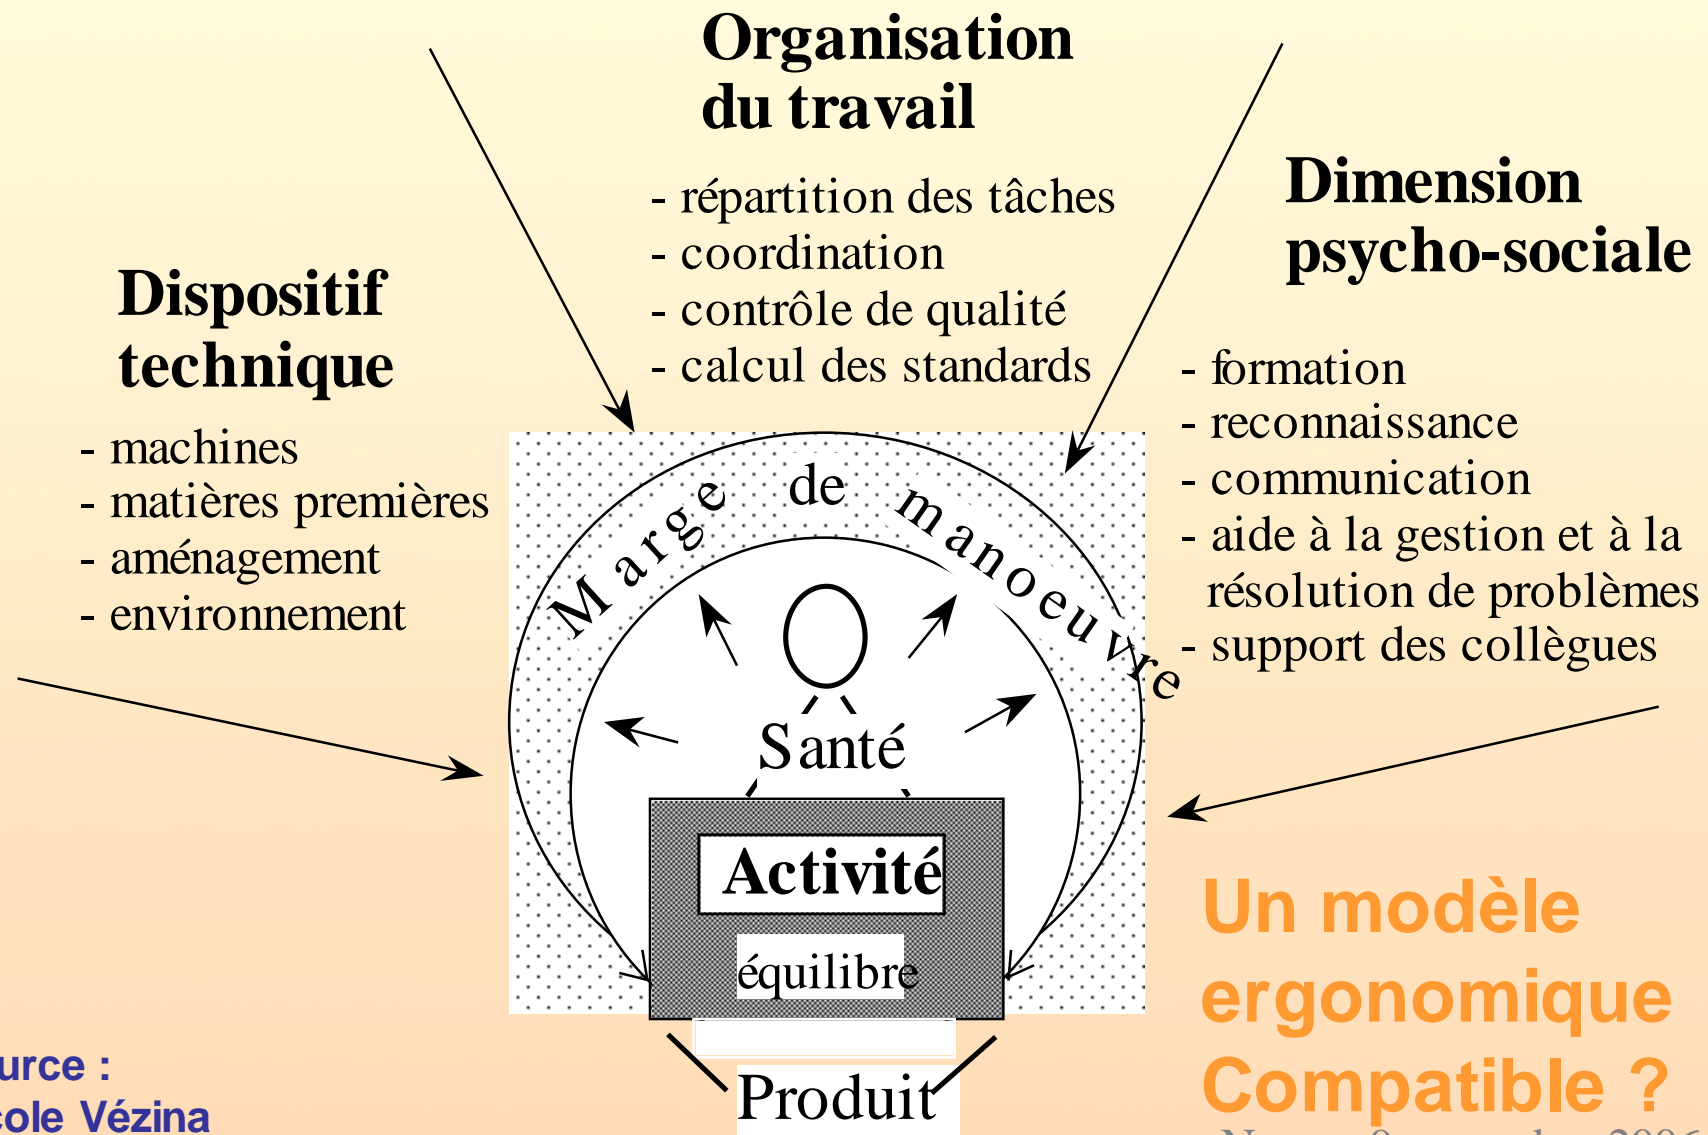 Organisation
du travail
- répartition des tâches
- coordination
- contrôle de qualité
- calcul des standards
Dispositif
technique
- machines
- matières premières
- aménagement
- environnement
Dimension
psycho-sociale
- formation
- reconnaissance
- communication
- aide à la gestion et à la
résolution de problèmes
- support des collègues
Marge de manoeuvre
Santé
Activité
équilibre
Produit
Un modèle
ergonomique
Compatible ?
:
Vézina